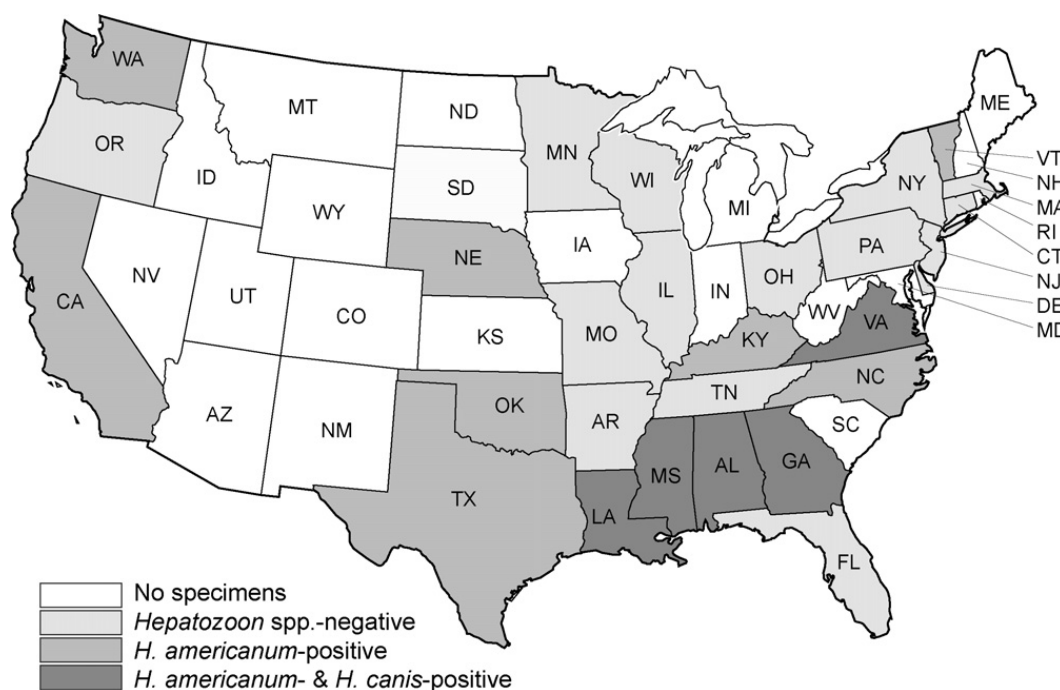 WA
MT
ND
ME
OR
MN
VT
ID
SD
WI
NY
NH
WY
MI
MA
RI
IA
PA
CT
NE
NV
IL
IN
OH
NJ
UT
DE
CA
CO
WV
VA
MD
KS
MO
KY
NC
TN
OK
AZ
NM
AR
SC
MS
AL
GA
TX
LA
FL
No specimens
Hepatozoon spp.-negative
H. americanum-positive
H. americanum- & H. canis-positive